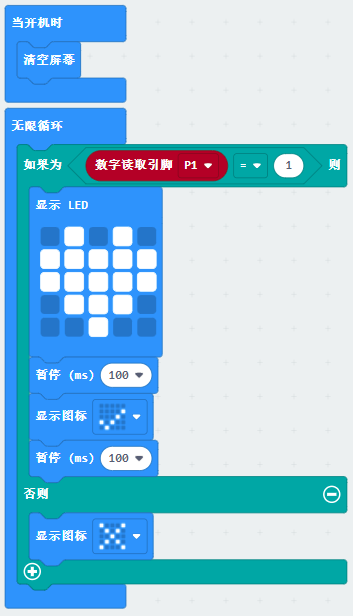 当开机时
清空屏幕
无限循环
如果为 数字读取引脚 P1 = 1 则
显示 LED
暂停 (ms) 100
显示图标
暂停 (ms) 100
否则
显示图标